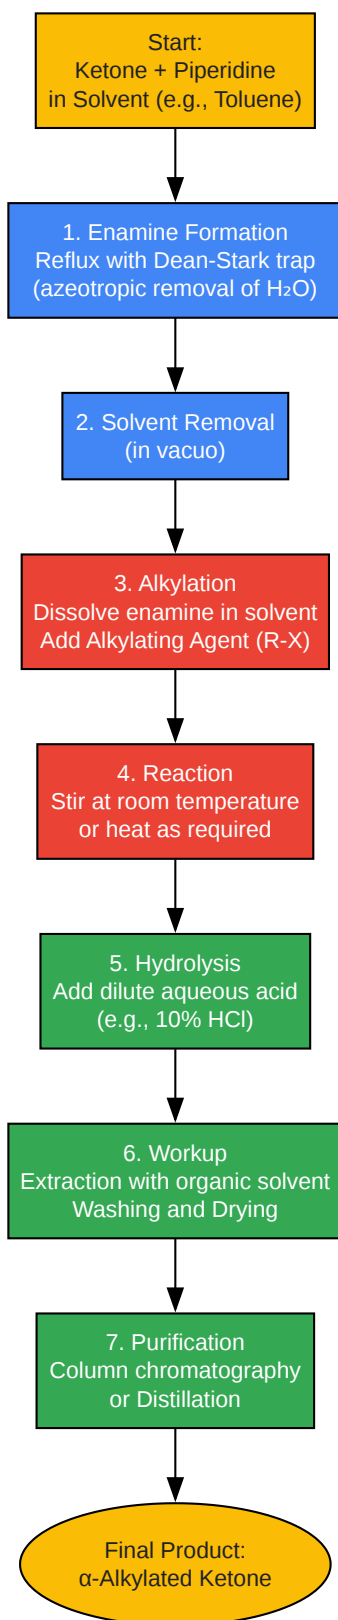 Start:
Ketone + Piperidine
in Solvent (e.g., Toluene)
1. Enamine Formation
Reflux with Dean-Stark trap
(azeotropic removal of H₂O)
2. Solvent Removal
(in vacuo)
3. Alkylation
Dissolve enamine in solvent
Add Alkylating Agent (R-X)
4. Reaction
Stir at room temperature
or heat as required
5. Hydrolysis
Add dilute aqueous acid
(e.g., 10% HCl)
6. Workup
Extraction with organic solvent
Washing and Drying
7. Purification
Column chromatography
or Distillation
Final Product:
α-Alkylated Ketone